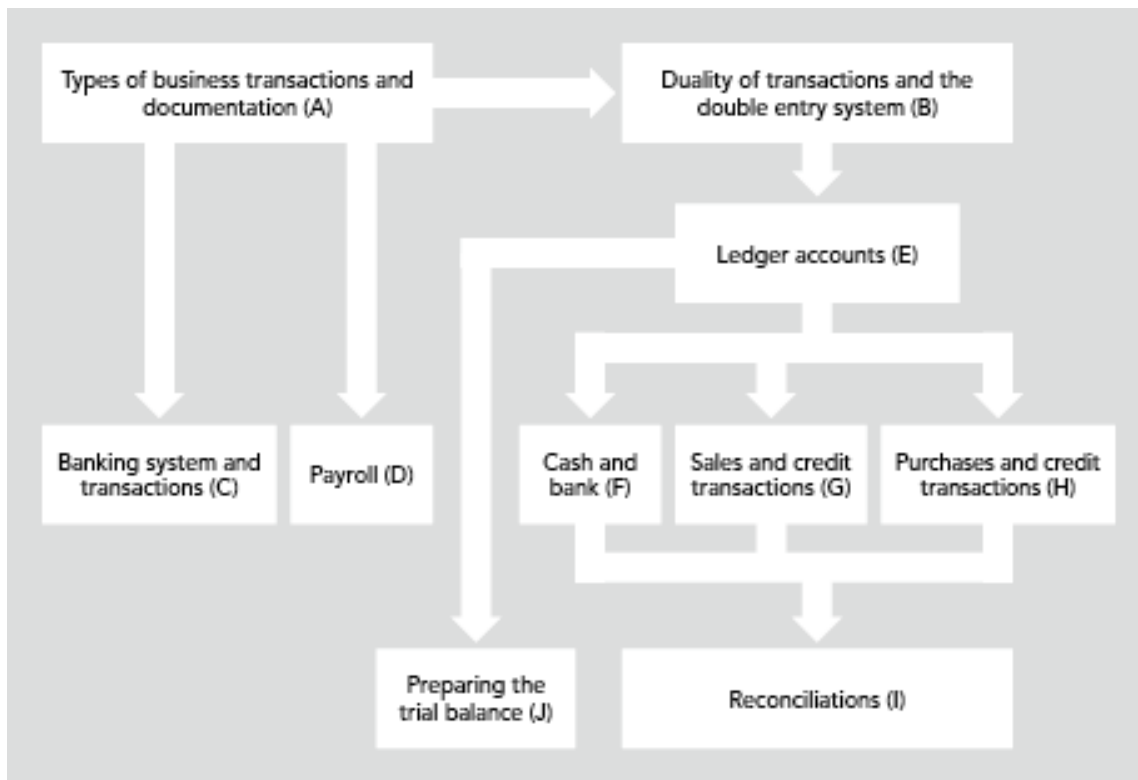 Types of business transactions and
documentation (A)
Duality of transactions and the
double entry system (B)
Ledger accounts (E)
Banking system and
transactions (C)
Payroll (D)
Cash and
bank (F)
Sales and credit
transactions (G)
Purchases and credit
transactions (H)
Preparing the
trial balance (J)
Reconciliations (I)